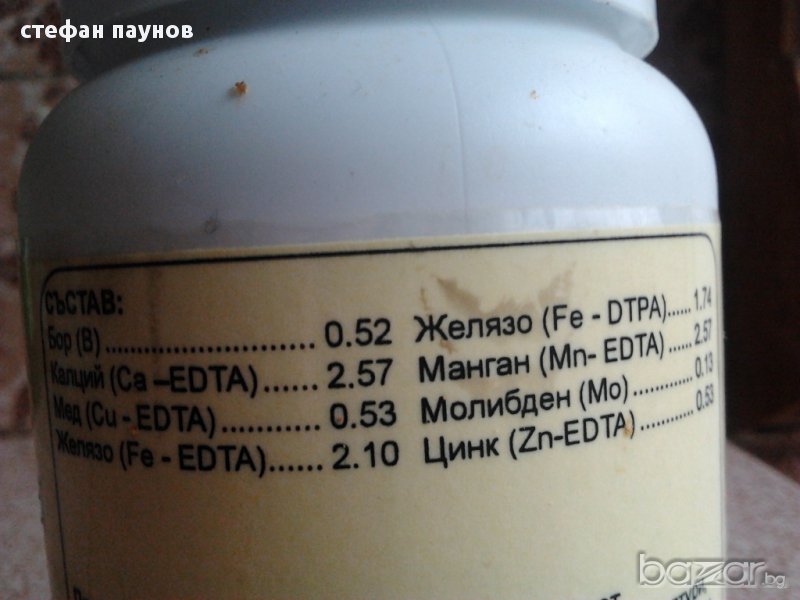 стефан паунов
СЪСТАВ:
Бор (B) ............................ 0.52
Калций (Ca –EDTA) ...... 2.57
Мед (Cu - EDTA) ............ 0.53
Желязо (Fe - EDTA)...... 2.10
Желязо (Fe - DTPA)..... 1.74
Манган (Mn- EDTA) ..... 2.57
Молибден (Mo) ............ 0.13
Цинк (Zn-EDTA) ........... 0.53
bazar.bg